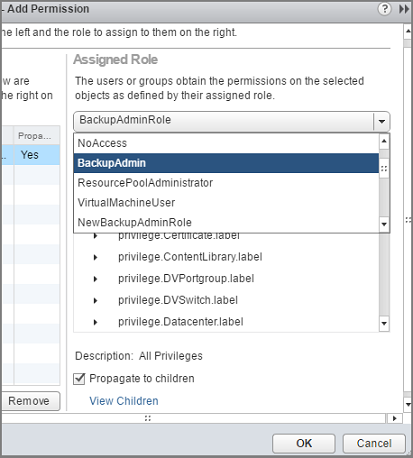 - Add Permission
the left and the role to assign to them on the right.
Assigned Role
ow are
he right on
The users or groups obtain the permissions on the selected
objects as defined by their assigned role.
Propa...
Yes
BackupAdminRole
NoAccess
BackupAdmin
ResourcePoolAdministrator
VirtualMachineUser
NewBackupAdminRole
privilege.Certificate.label
privilege.ContentLibrary.label
privilege.DVPortgroup.label
privilege.DVSwitch.label
privilege.Datacenter.label
Description: All Privileges
Propagate to children
Remove
View Children
OK
Cancel